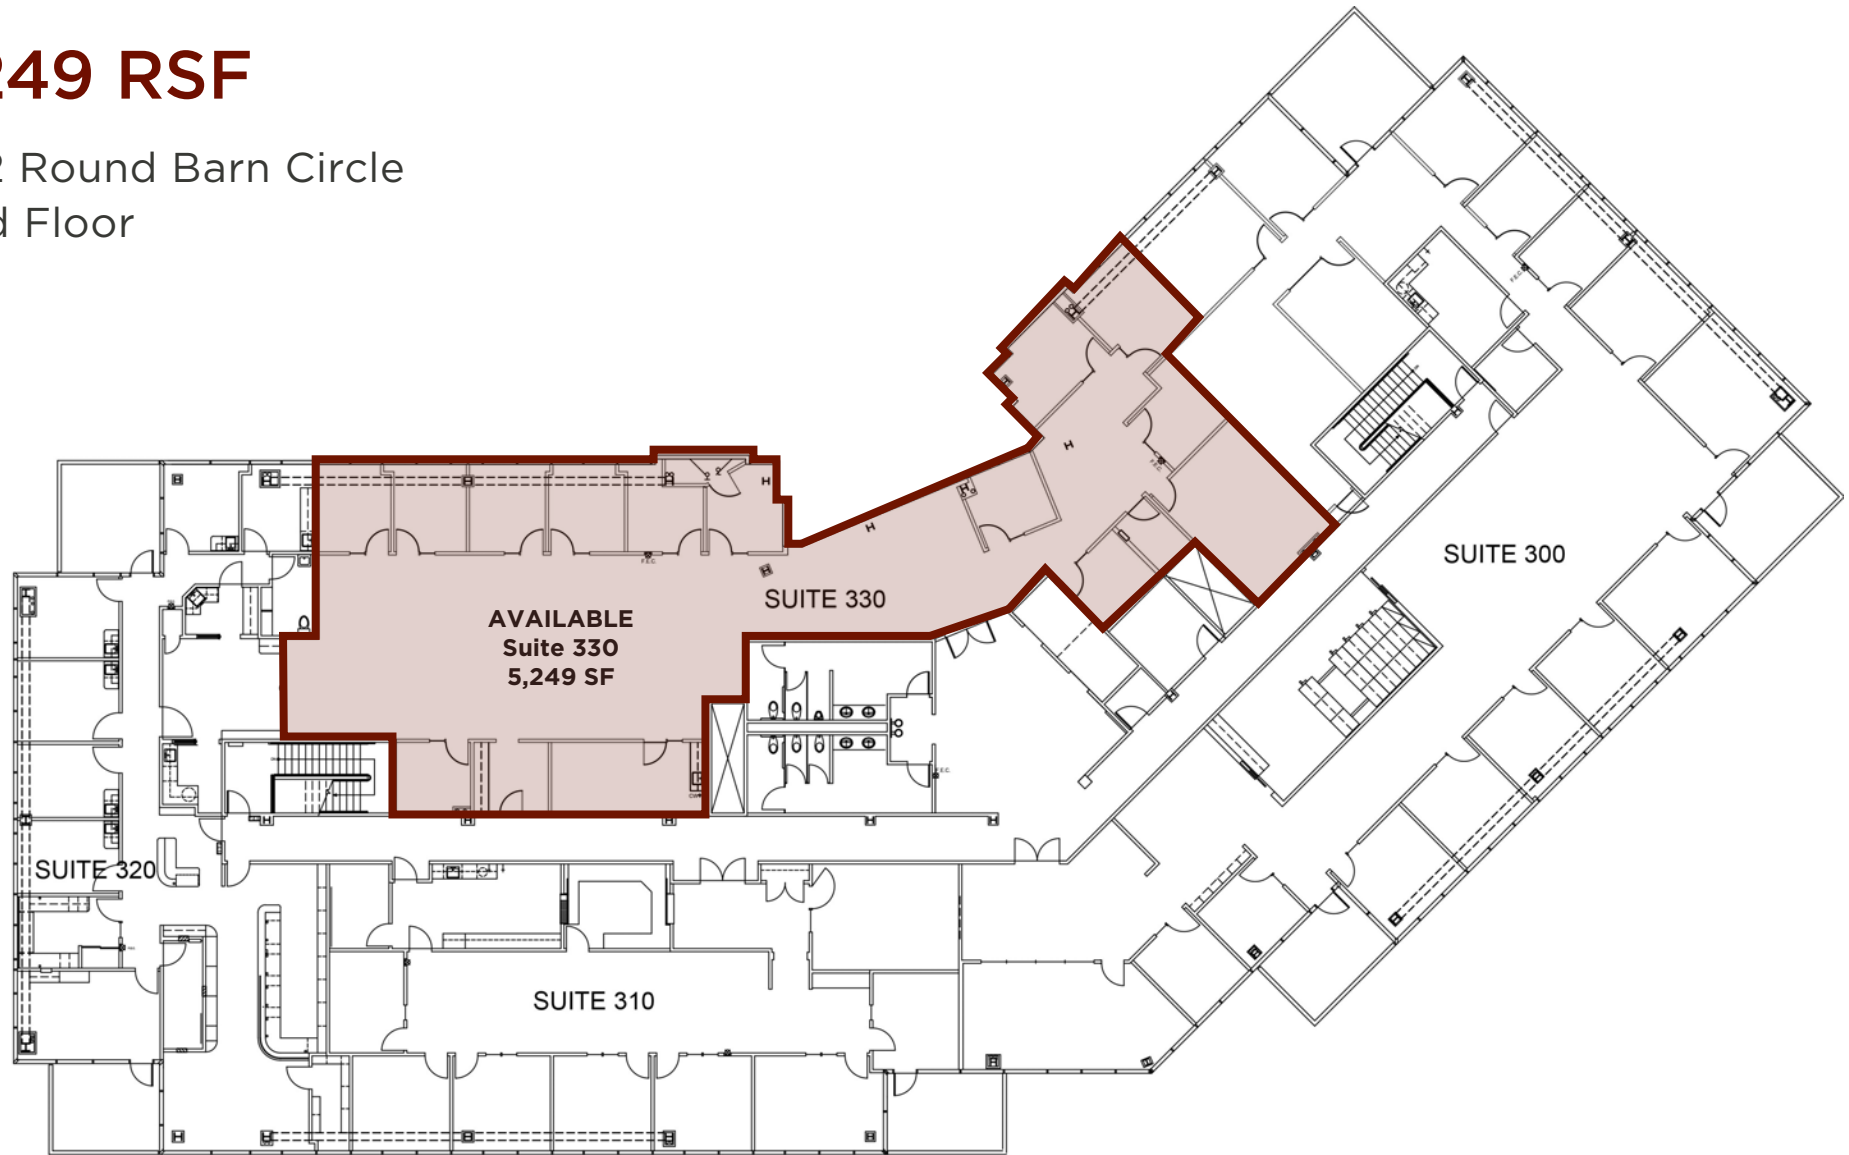 249 RSF
2 Round Barn Circle
d Floor
SUITE 300
SUITE 330
AVAILABLE
Suite 330
5,249 SF
SUITE 320
SUITE 310
F.E.C.
F.E.C.
F.E.C.
F.E.C.
CW